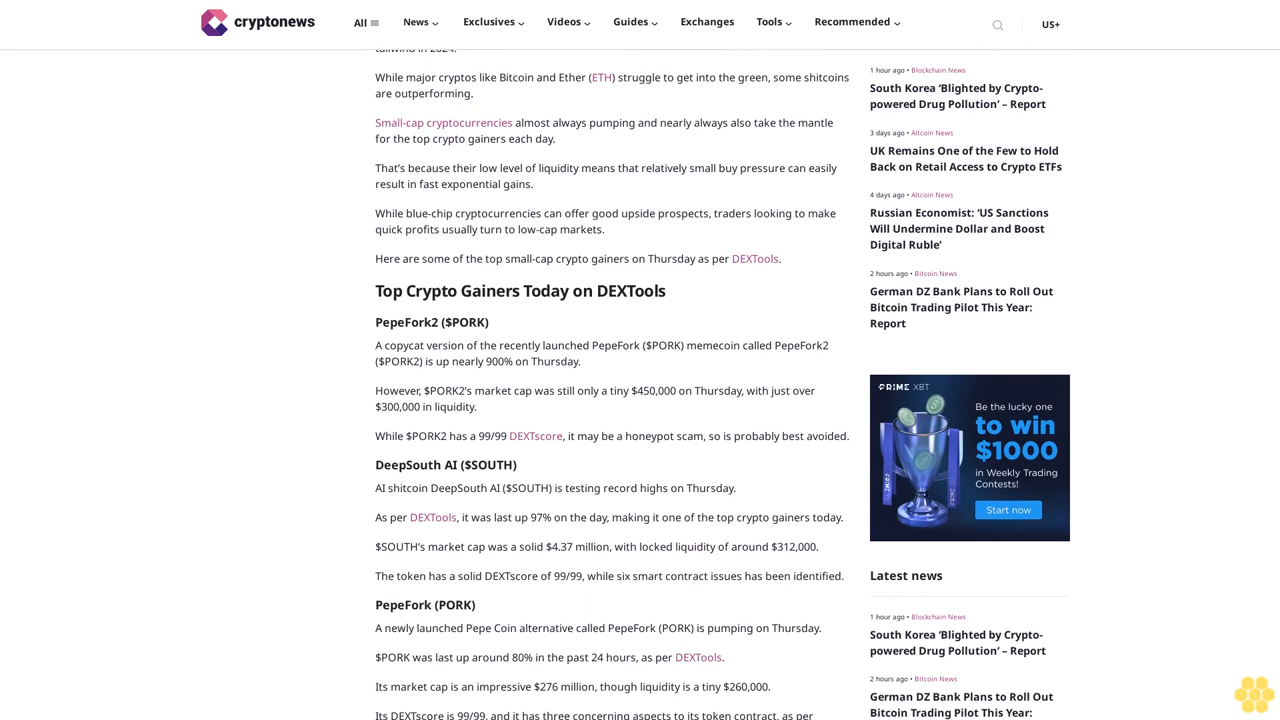 cryptonews
All
News
Exclusives
Videos
Guides
Exchanges
Tools
Recommended
US+
tailwind in 2024.
While major cryptos like Bitcoin and Ether (ETH) struggle to get into the green, some shitcoins
are outperforming.
Small-cap cryptocurrencies almost always pumping and nearly always also take the mantle
for the top crypto gainers each day.
That’s because their low level of liquidity means that relatively small buy pressure can easily
result in fast exponential gains.
While blue-chip cryptocurrencies can offer good upside prospects, traders looking to make
quick profits usually turn to low-cap markets.
Here are some of the top small-cap crypto gainers on Thursday as per DEXTools.
Top Crypto Gainers Today on DEXTools
PepeFork2 ($PORK)
A copycat version of the recently launched PepeFork ($PORK) memecoin called PepeFork2
($PORK2) is up nearly 900% on Thursday.
However, $PORK2’s market cap was still only a tiny $450,000 on Thursday, with just over
$300,000 in liquidity.
While $PORK2 has a 99/99 DEXTscore, it may be a honeypot scam, so is probably best avoided.
DeepSouth AI ($SOUTH)
AI shitcoin DeepSouth AI ($SOUTH) is testing record highs on Thursday.
As per DEXTools, it was last up 97% on the day, making it one of the top crypto gainers today.
$SOUTH’s market cap was a solid $4.37 million, with locked liquidity of around $312,000.
The token has a solid DEXTscore of 99/99, while six smart contract issues has been identified.
PepeFork (PORK)
A newly launched Pepe Coin alternative called PepeFork (PORK) is pumping on Thursday.
$PORK was last up around 80% in the past 24 hours, as per DEXTools.
Its market cap is an impressive $276 million, though liquidity is a tiny $260,000.
Its DEXTscore is 99/99, and it has three concerning aspects to its token contract, as per
1 hour ago • Blockchain News
South Korea ‘Blighted by Crypto-
powered Drug Pollution’ – Report
3 days ago • Altcoin News
UK Remains One of the Few to Hold
Back on Retail Access to Crypto ETFs
4 days ago • Altcoin News
Russian Economist: ‘US Sanctions
Will Undermine Dollar and Boost
Digital Ruble’
2 hours ago • Bitcoin News
German DZ Bank Plans to Roll Out
Bitcoin Trading Pilot This Year:
Report
PRIME XBT
Be the lucky one
to win
$1000
in Weekly Trading
Contests!
Start now
Latest news
1 hour ago • Blockchain News
South Korea ‘Blighted by Crypto-
powered Drug Pollution’ – Report
2 hours ago • Bitcoin News
German DZ Bank Plans to Roll Out
Bitcoin Trading Pilot This Year: